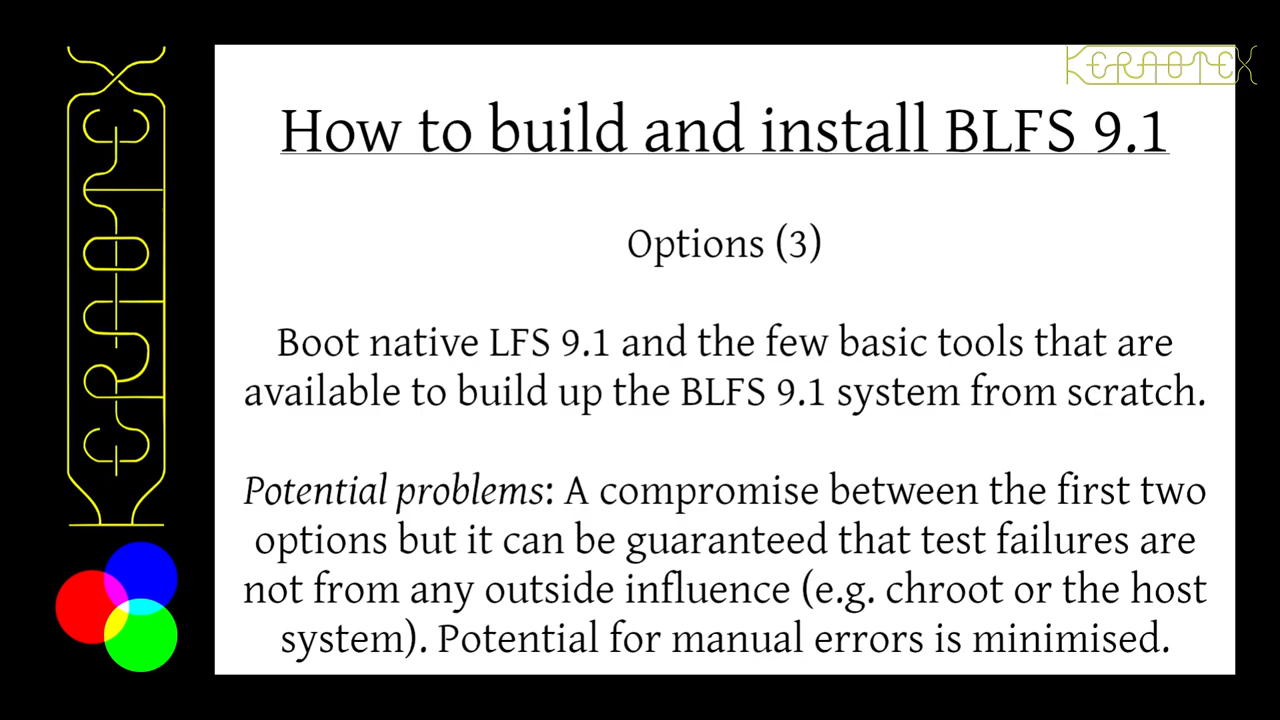 KERNOTEX
How to build and install BLFS 9.1
Options (3)
Boot native LFS 9.1 and the few basic tools that are
available to build up the BLFS 9.1 system from scratch.
Potential problems: A compromise between the first two
options but it can be guaranteed that test failures are
not from any outside influence (e.g. chroot or the host
system). Potential for manual errors is minimised.